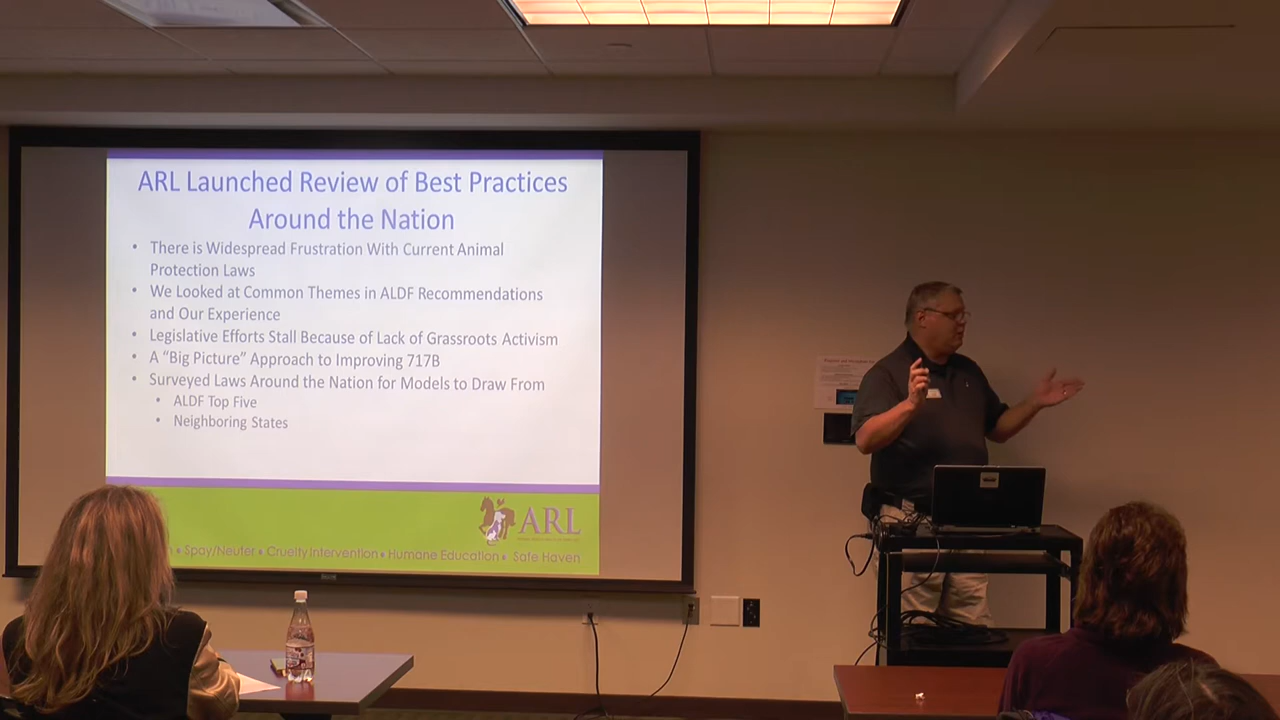 ARL Launched Review of Best Practices
Around the Nation
• There is Widespread Frustration With Current Animal
Protection Laws
• We Looked at Common Themes in ALDF Recommendations
and Our Experience
• Legislative Efforts Stall Because of Lack of Grassroots Activism
• A “Big Picture” Approach to Improving 717B
• Surveyed Laws Around the Nation for Models to Draw From
• ALDF Top Five
• Neighboring States
ARL
• Spay/Neuter • Cruelty Intervention • Humane Education • Safe Haven